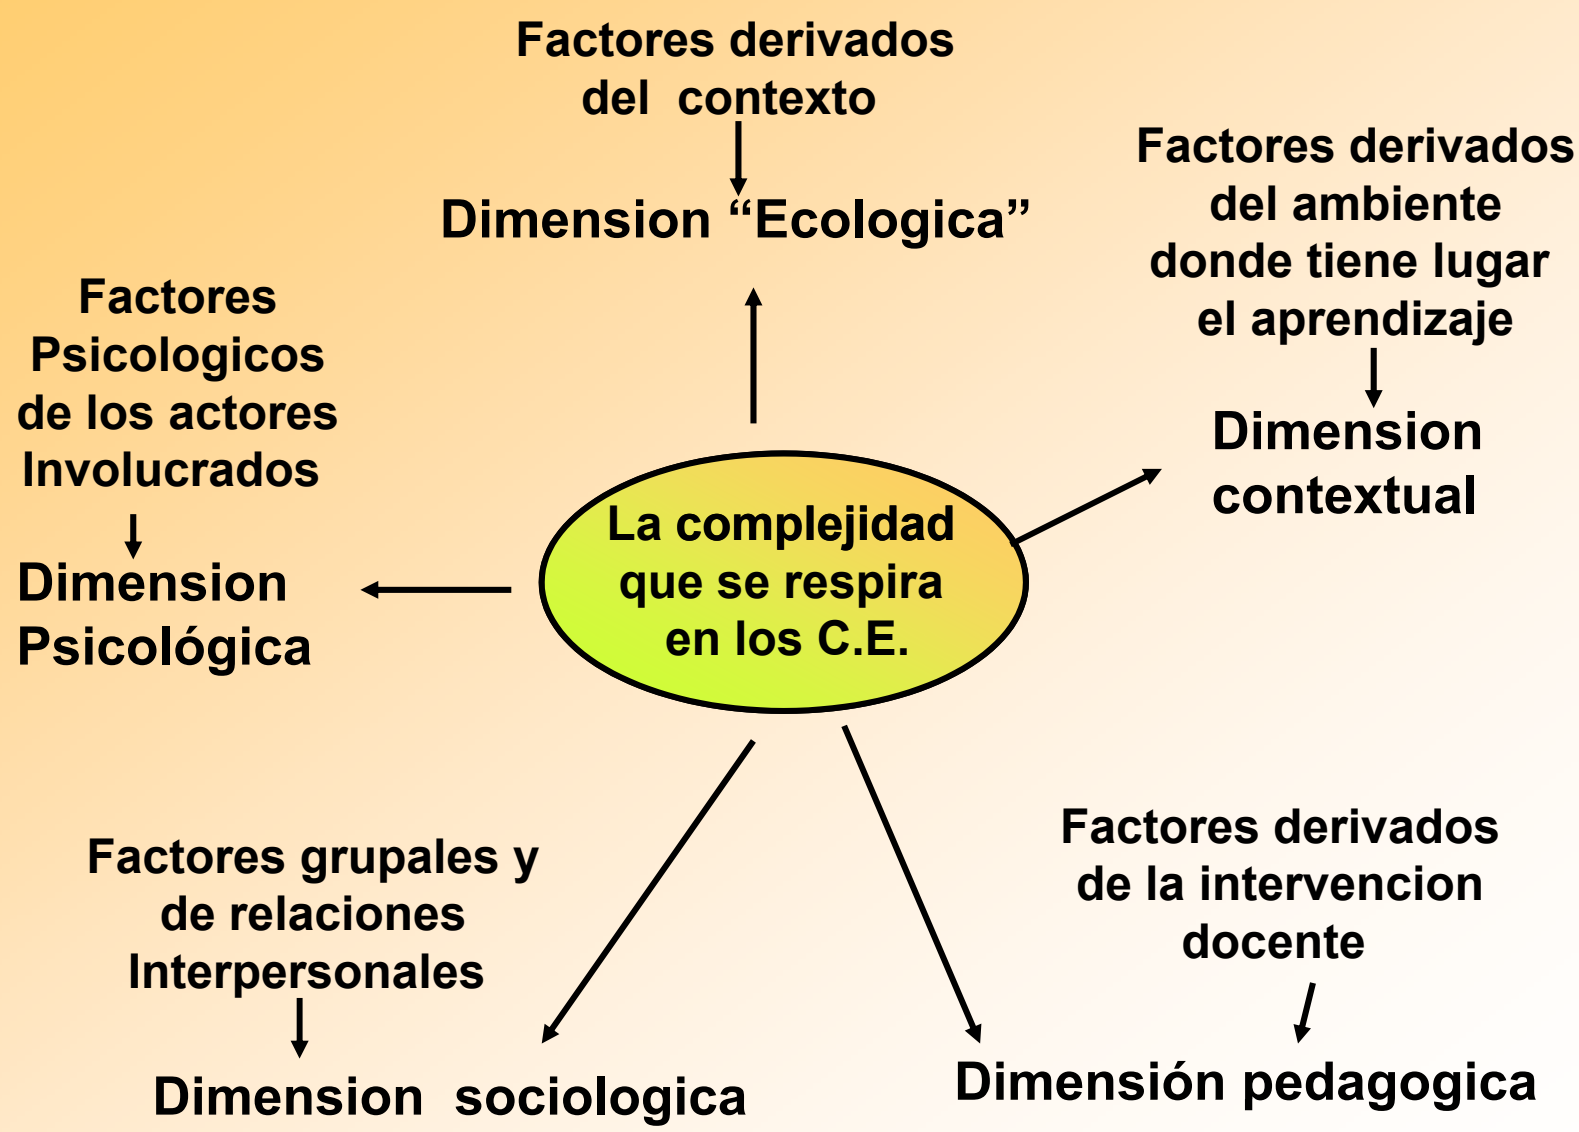 Factores derivados
del contexto
Dimension “Ecologica”
Factores derivados
del ambiente
donde tiene lugar
el aprendizaje
Dimension
contextual
Factores
Psicologicos
de los actores
Involucrados
Dimension
Psicológica
La complejidad
que se respira
en los C.E.
Factores grupales y
de relaciones
Interpersonales
Dimension sociologica
Factores derivados
de la intervencion
docente
Dimensión pedagogica